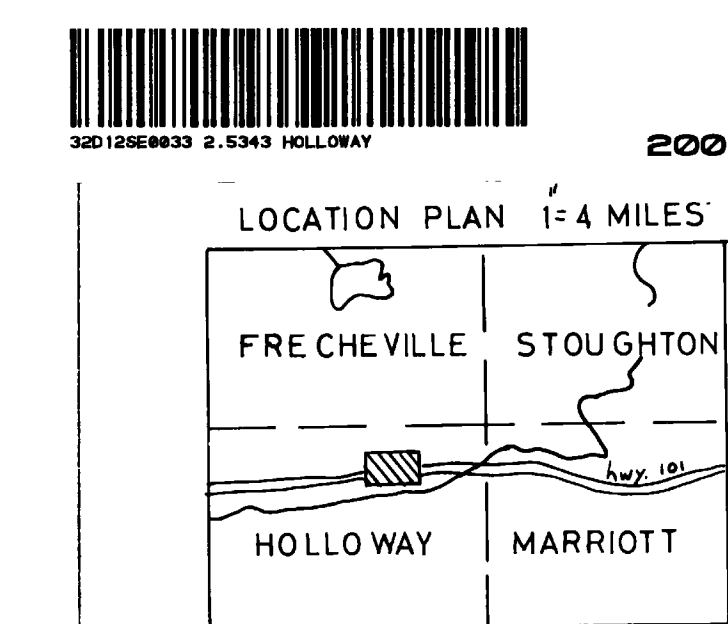 32D12SE0033 2.5343 HOLLOWAY
200
LOCATION PLAN 1"= 4 MILES
FRECHEVILLE
STOUGHTON
hwy. 101
HOLLOWAY
MARRIOTT